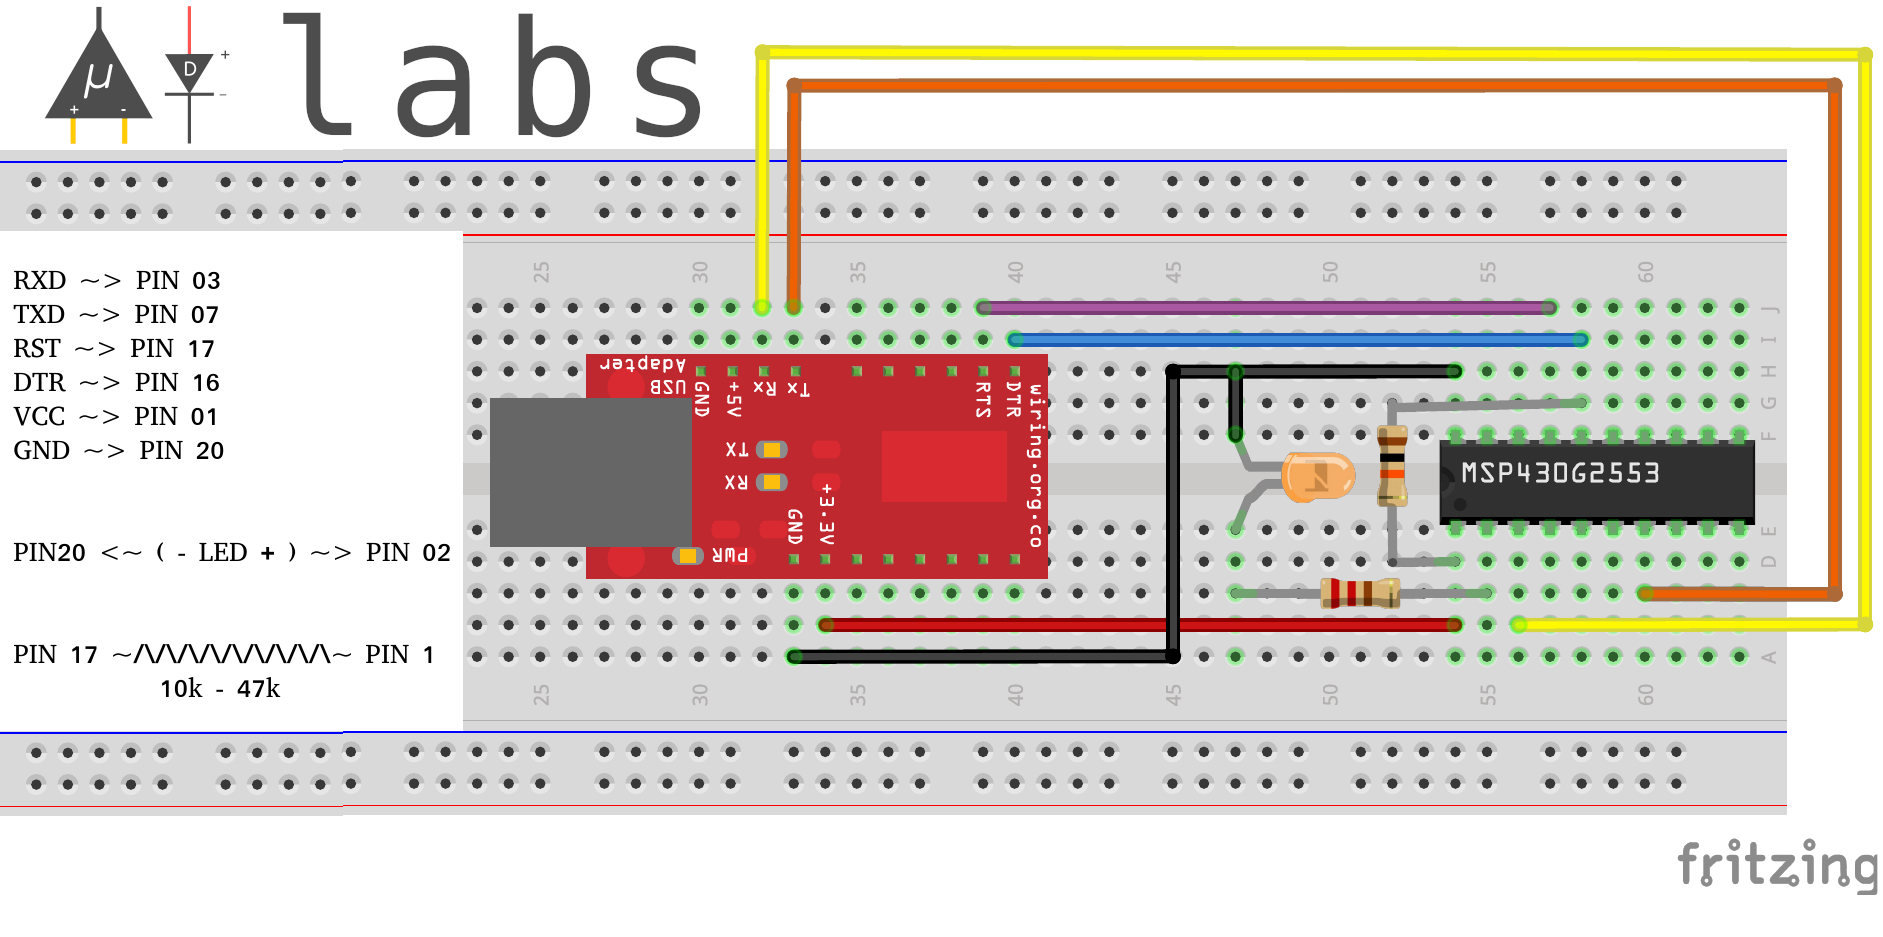 μ
+ -
D
+
−
labs
25 30 35 40 45 50 55 60
J
I
H
G
F
E
D
A
RXD ~> PIN 03
TXD ~> PIN 07
RST ~> PIN 17
DTR ~> PIN 16
VCC ~> PIN 01
GND ~> PIN 20
PIN20 <~ ( - LED + ) ~> PIN 02
PIN 17 ~/\/\/\/\/\/\/\/\/\/\~ PIN 1
10k - 47k
USB
Adapter
GND
+5V
Rx
Tx
RTS
DTR
wiring.org.co
TX
RX
+3.3V
GND
PWR
MSP430G2553
25 30 35 40 45 50 55 60
fritzing